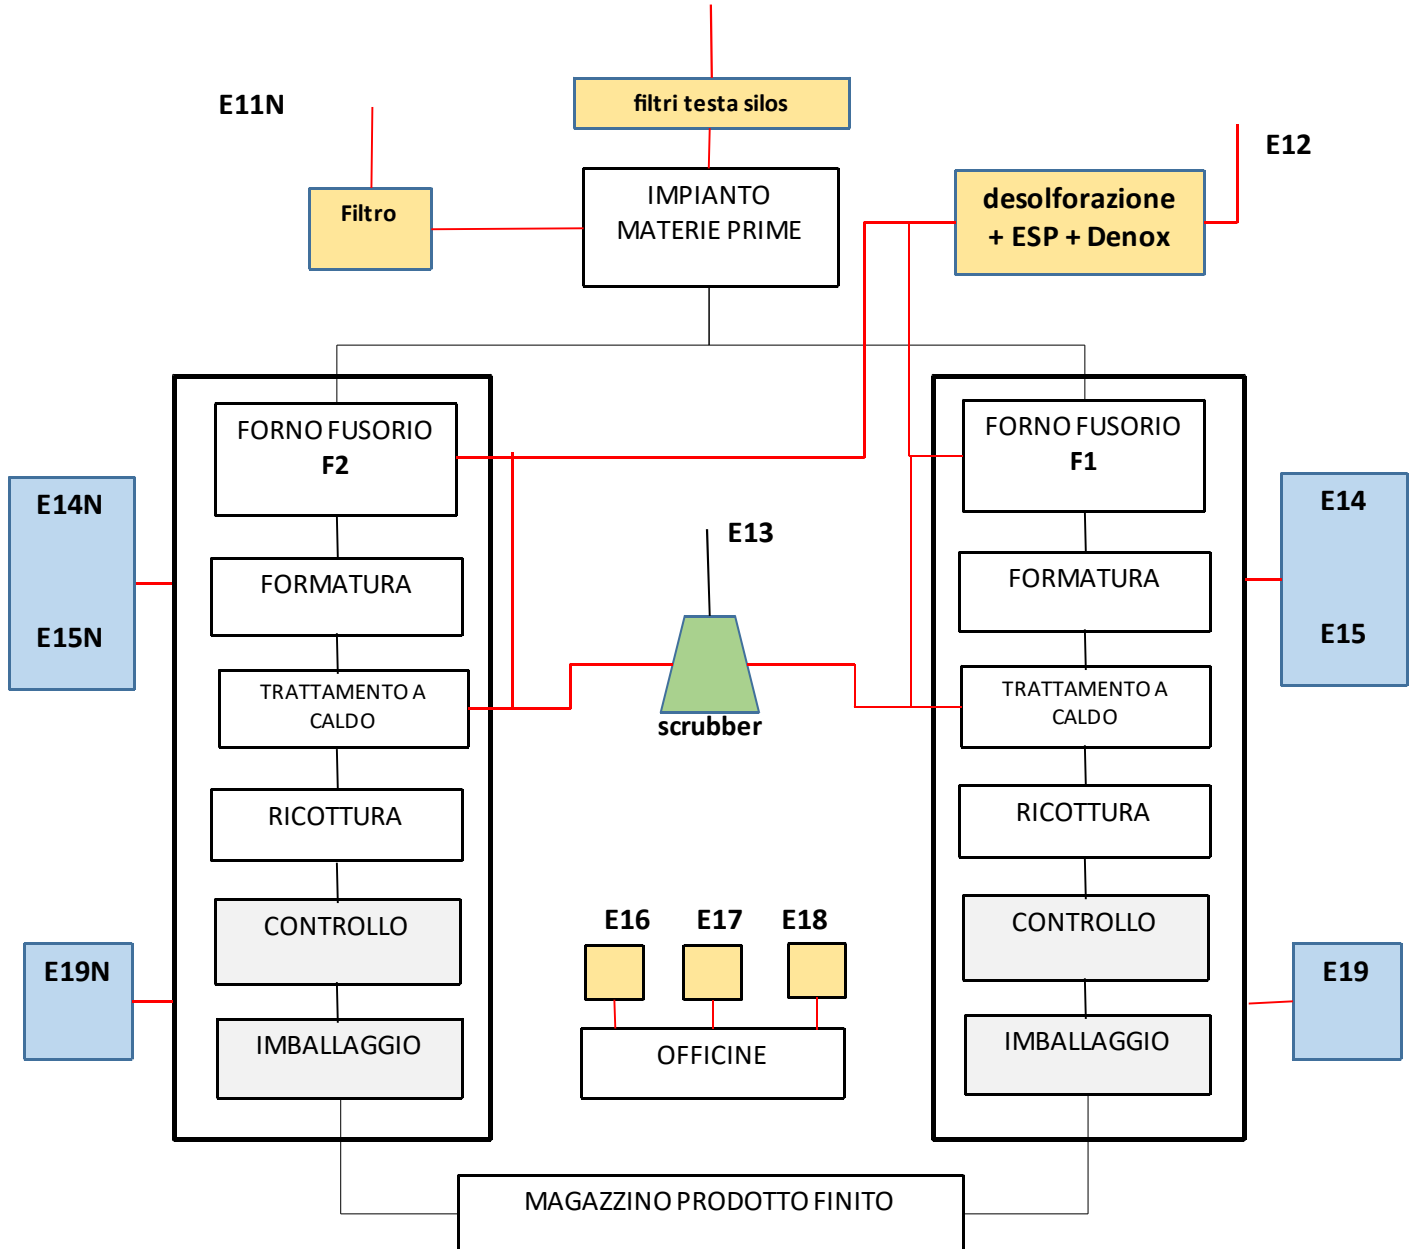 E11N
filtri testa silos
E12
Filtro
IMPIANTO
MATERIE PRIME
desolforazione
+ ESP + Denox
FORNO FUSORIO
F2
FORNO FUSORIO
F1
E14N
E15N
E14
E15
E13
FORMATURA
FORMATURA
TRATTAMENTO A
CALDO
scrubber
TRATTAMENTO A
CALDO
RICOTTURA
RICOTTURA
CONTROLLO
E16
E17
E18
CONTROLLO
E19N
E19
IMBALLAGGIO
OFFICINE
IMBALLAGGIO
MAGAZZINO PRODOTTO FINITO